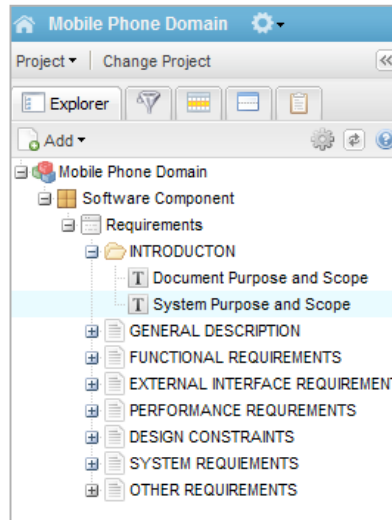 Mobile Phone Domain
Project Change Project
Explorer
Add
Mobile Phone Domain
Software Component
Requirements
INTRODUCTON
T Document Purpose and Scope
T System Purpose and Scope
GENERAL DESCRIPTION
FUNCTIONAL REQUIREMENTS
EXTERNAL INTERFACE REQUIREMENT
PERFORMANCE REQUREMENTS
DESIGN CONSTRAINTS
SYSTEM REQUIEMENTS
OTHER REQUIREMENTS